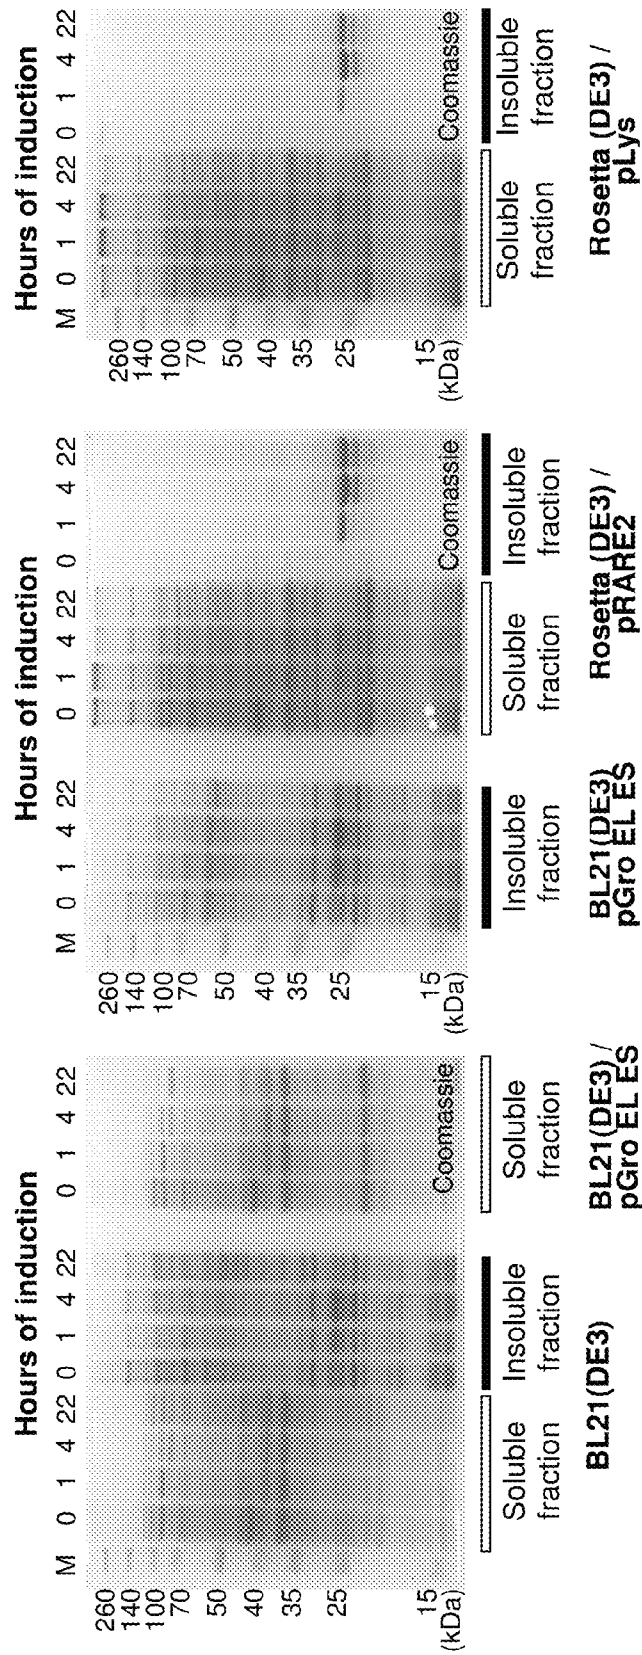 Hours of induction
M 0 1 4 22 0 1 4 22 0 1 4 22
260
140
100
70
50
40
35
25
15
(kDa)
Coomassie
Soluble
fraction
Insoluble
fraction
Soluble
fraction
BL21(DE3)
BL21(DE3) /
pGro EL ES
Hours of induction
M 0 1 4 22 0 1 4 22 0 1 4 22
260
140
100
70
50
40
35
25
15
(kDa)
Coomassie
Insoluble
fraction
Soluble
fraction
Insoluble
fraction
BL21(DE3)
pGro EL ES
Rosetta (DE3) /
pRARE2
Hours of induction
M 0 1 4 22 0 1 4 22
260
140
100
70
50
40
35
25
15
(kDa)
Coomassie
Soluble
fraction
Insoluble
fraction
Rosetta (DE3) /
pLys